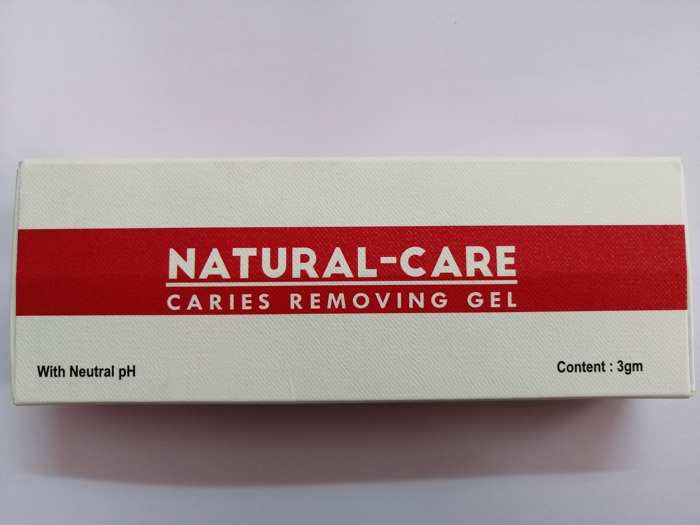 NATURAL-CARE
CARIES REMOVING GEL
With Neutral pH
Content : 3gm